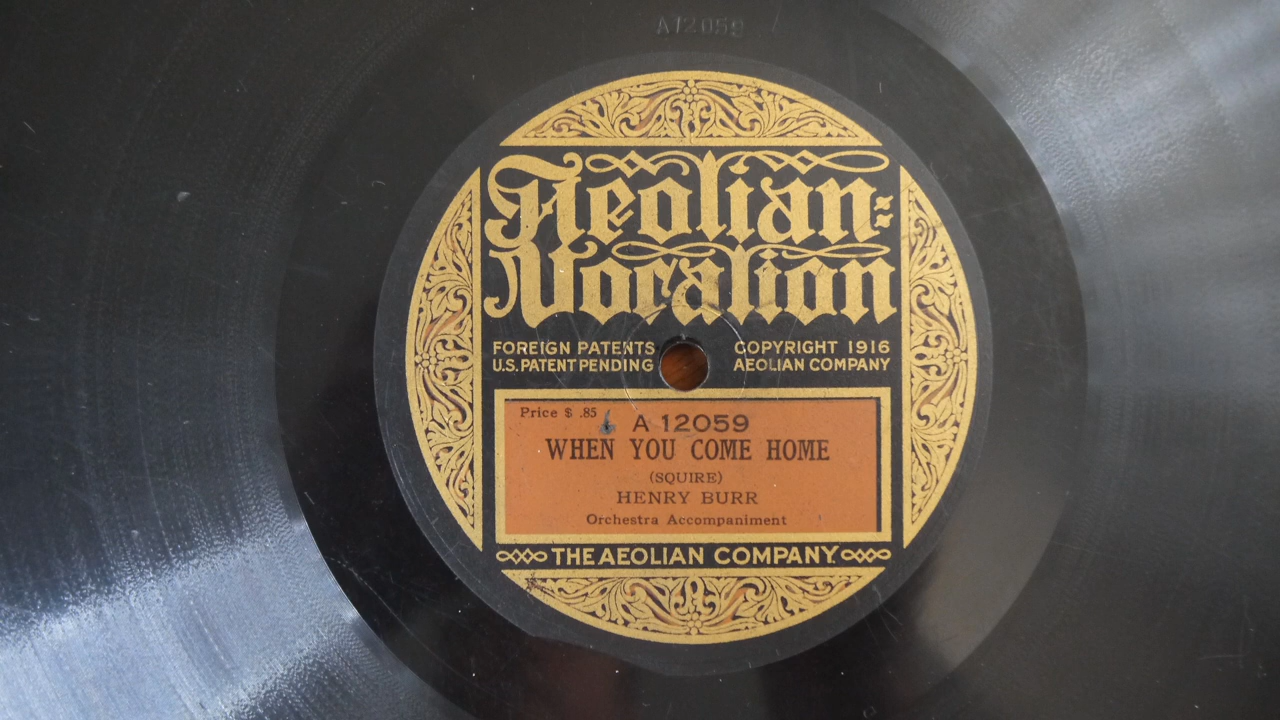 A12059
Aeolian-
Vocalion
FOREIGN PATENTS COPYRIGHT 1916
U.S. PATENT PENDING AEOLIAN COMPANY
Price $ .85
A 12059
WHEN YOU COME HOME
(SQUIRE)
HENRY BURR
Orchestra Accompaniment
THE AEOLIAN COMPANY.